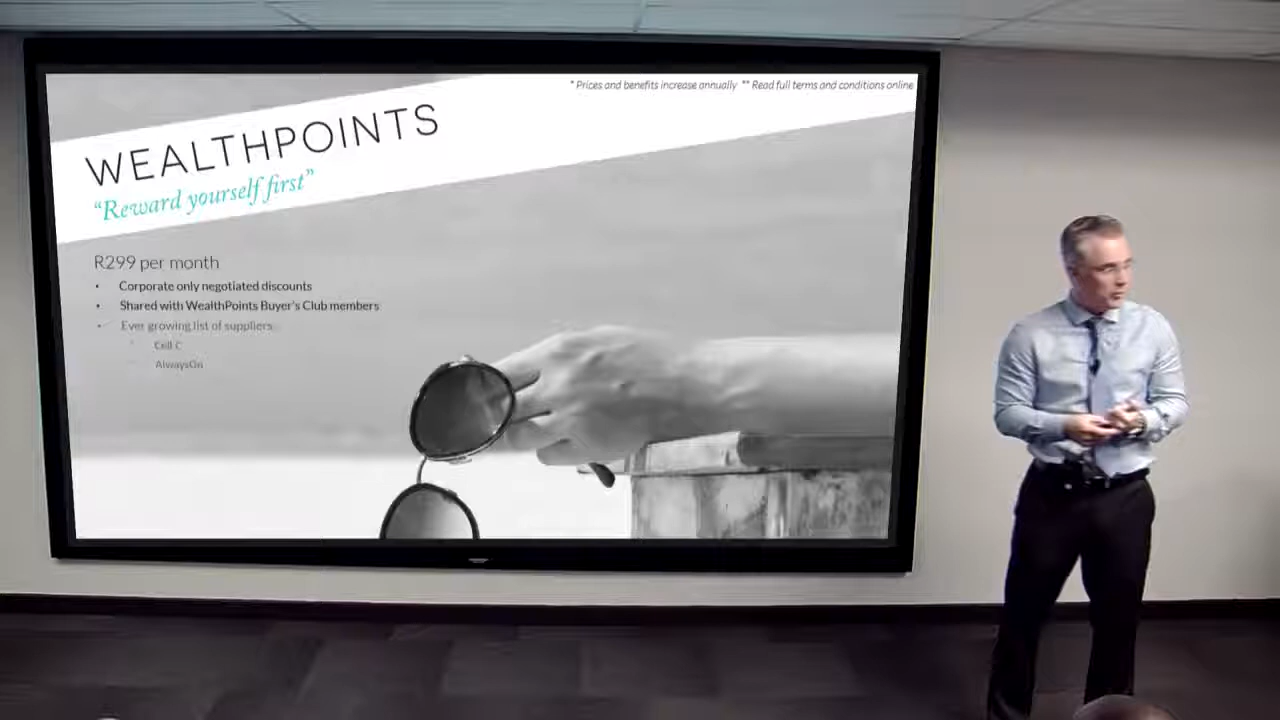 * Prices and benefits increase annually ** Read full terms and conditions online
WEALTHPOINTS
“Reward yourself first”
R299 per month
• Corporate only negotiated discounts
• Shared with WealthPoints Buyer's Club members
• Ever growing list of suppliers
Cell C
AlwaysOn